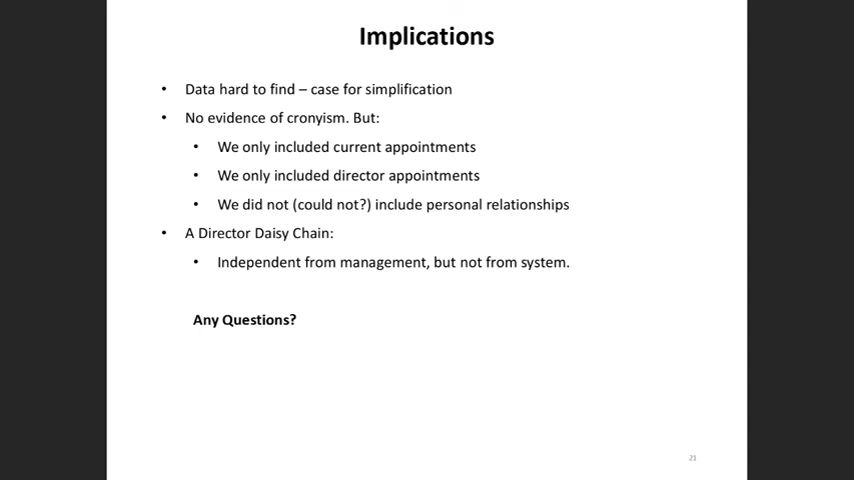 Implications
• Data hard to find – case for simplification
• No evidence of cronyism. But:
• We only included current appointments
• We only included director appointments
• We did not (could not?) include personal relationships
• A Director Daisy Chain:
• Independent from management, but not from system.
Any Questions?
21